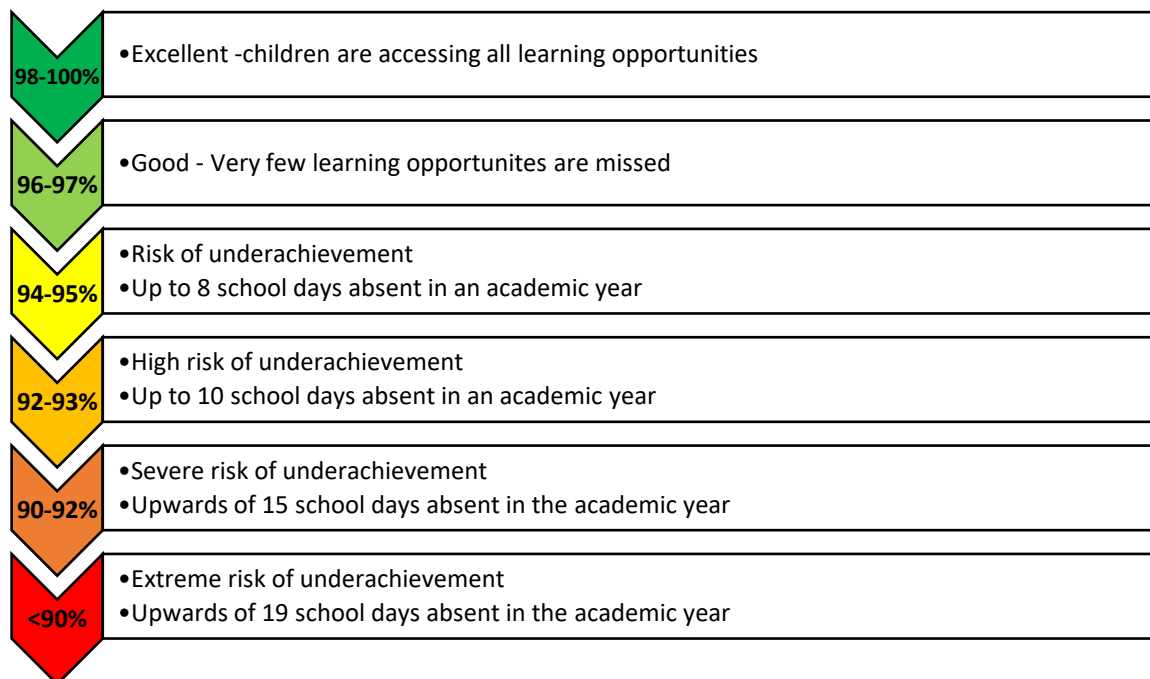 98-100%
•Excellent -children are accessing all learning opportunities
96-97%
•Good - Very few learning opportunites are missed
94-95%
•Risk of underachievement
•Up to 8 school days absent in an academic year
92-93%
•High risk of underachievement
•Up to 10 school days absent in an academic year
90-92%
•Severe risk of underachievement
•Upwards of 15 school days absent in the academic year
<90%
•Extreme risk of underachievement
•Upwards of 19 school days absent in the academic year